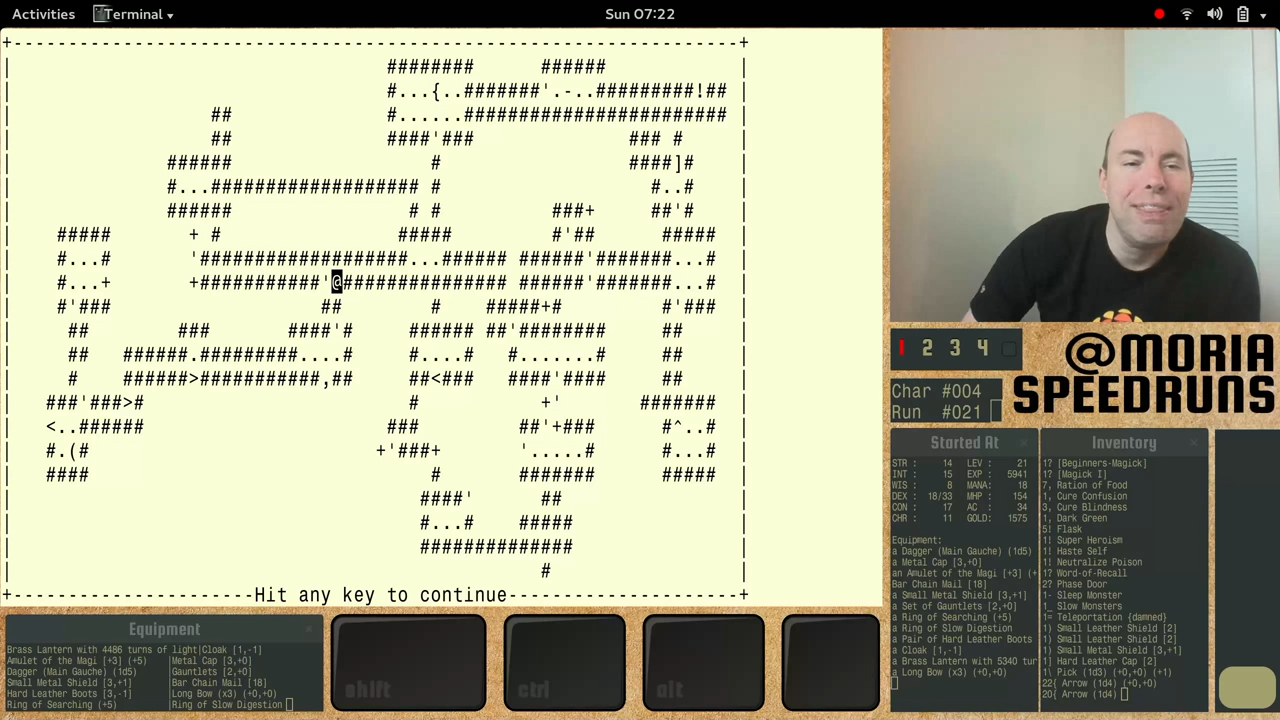 Activities Terminal Sun 07:22
+--------------------------------------------------------------------+
######## ######
#...{..#######'.-..#########!##
## #......########################
## ####'### ### #
###### # ####]#
#...################### # #..#
###### # # ###+ ##'#
##### + # ##### #'## #####
#...# '###################...###### ######'#######...#
#...+ +###########'@############### ######'#######...#
#'### ## # #####+# #'###
## ### ####'# ###### ##'######## ##
## ######.#########....# #....# #.......# ##
# ######>###########,## ##<### ####'#### ##
###'###>## # +' #######
<..###### ### ##'+### #^..#
#.(# +'###+ '.....# #...#
#### # ####### #####
####' ##
#...# #####
##############
#
+-----------------------Hit any key to continue----------------------+
1 2 3 4
@MORIA
SPEEDRUNS
Char #004
Run #021
Started At
STR : 14 LEV : 21
INT : 15 EXP : 5941
WIS : 8 MANA: 18
DEX : 18/33 MHP : 154
CON : 17 AC : 34
CHR : 11 GOLD: 1575
Equipment:
a Dagger (Main Gauche) (1d5)
a Metal Cap [3,+0]
an Amulet of the Magi [+3] (+
Bar Chain Mail [18]
a Small Metal Shield [3,+1]
a Set of Gauntlets [2,+0]
a Ring of Searching (+5)
a Ring of Slow Digestion
a Pair of Hard Leather Boots
a Cloak [1,-1]
a Brass Lantern with 5340 tur
a Long Bow (x3) (+0,+0)
Inventory
1? [Beginners-Magick]
1? [Magick I]
7, Ration of Food
1, Cure Confusion
3, Cure Blindness
1, Dark Green
5! Flask
1! Super Heroism
1! Haste Self
1! Neutralize Poison
1? Word-of-Recall
2? Phase Door
1- Sleep Monster
1_ Slow Monsters
1= Teleportation {damned}
1) Small Leather Shield [2]
1) Small Leather Shield [2]
1) Small Metal Shield [3,+1]
1] Hard Leather Cap [2]
1\ Pick (1d3) (+0,+0) (+1)
22{ Arrow (1d4) (+0,+0)
20{ Arrow (1d4)
Equipment
Brass Lantern with 4486 turns of light|Cloak [1,-1]
Amulet of the Magi [+3] (+5) |Metal Cap [3,+0]
Dagger (Main Gauche) (1d5) |Gauntlets [2,+0]
Small Metal Shield [3,+1] |Bar Chain Mail [18]
Hard Leather Boots [3,-1] |Long Bow (x3) (+0,+0)
Ring of Searching (+5) |Ring of Slow Digestion
shift ctrl alt